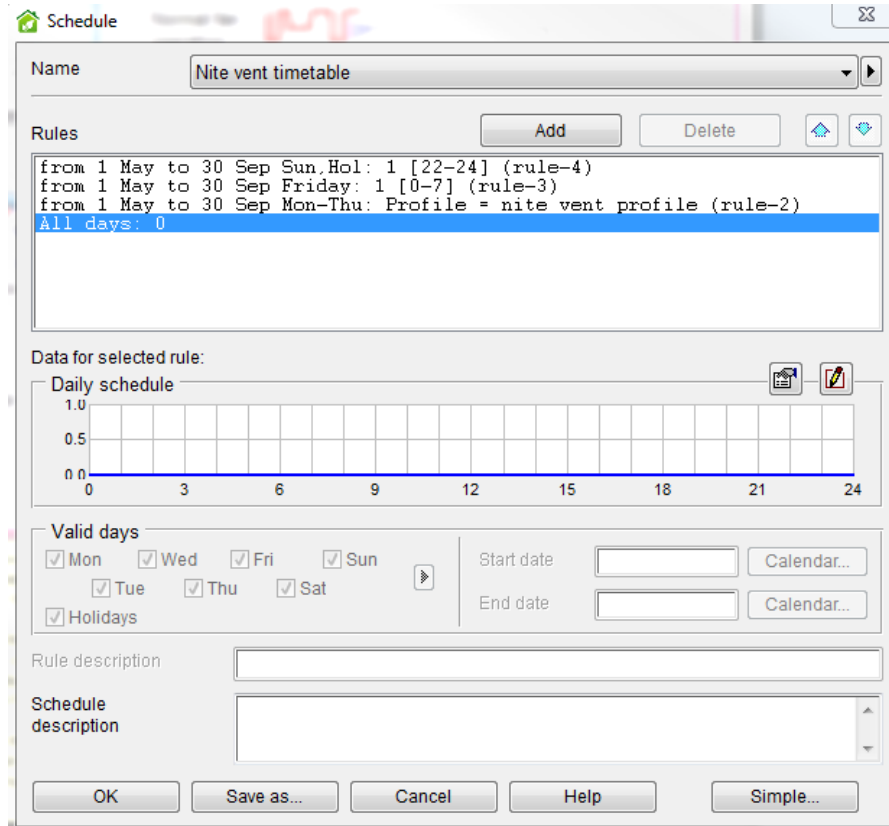 Schedule
Name
Nite vent timetable
Rules
Add
Delete
from 1 May to 30 Sep Sun,Hol: 1 [22-24] (rule-4)
from 1 May to 30 Sep Friday: 1 [0-7] (rule-3)
from 1 May to 30 Sep Mon-Thu: Profile = nite vent profile (rule-2)
All days: 0
Data for selected rule:
Daily schedule
1.0
0.5
0.0
0 3 6 9 12 15 18 21 24
Valid days
Mon Wed Fri Sun
Tue Thu Sat
Holidays
Start date
Calendar...
End date
Calendar...
Rule description
Schedule
description
OK Save as... Cancel Help Simple...